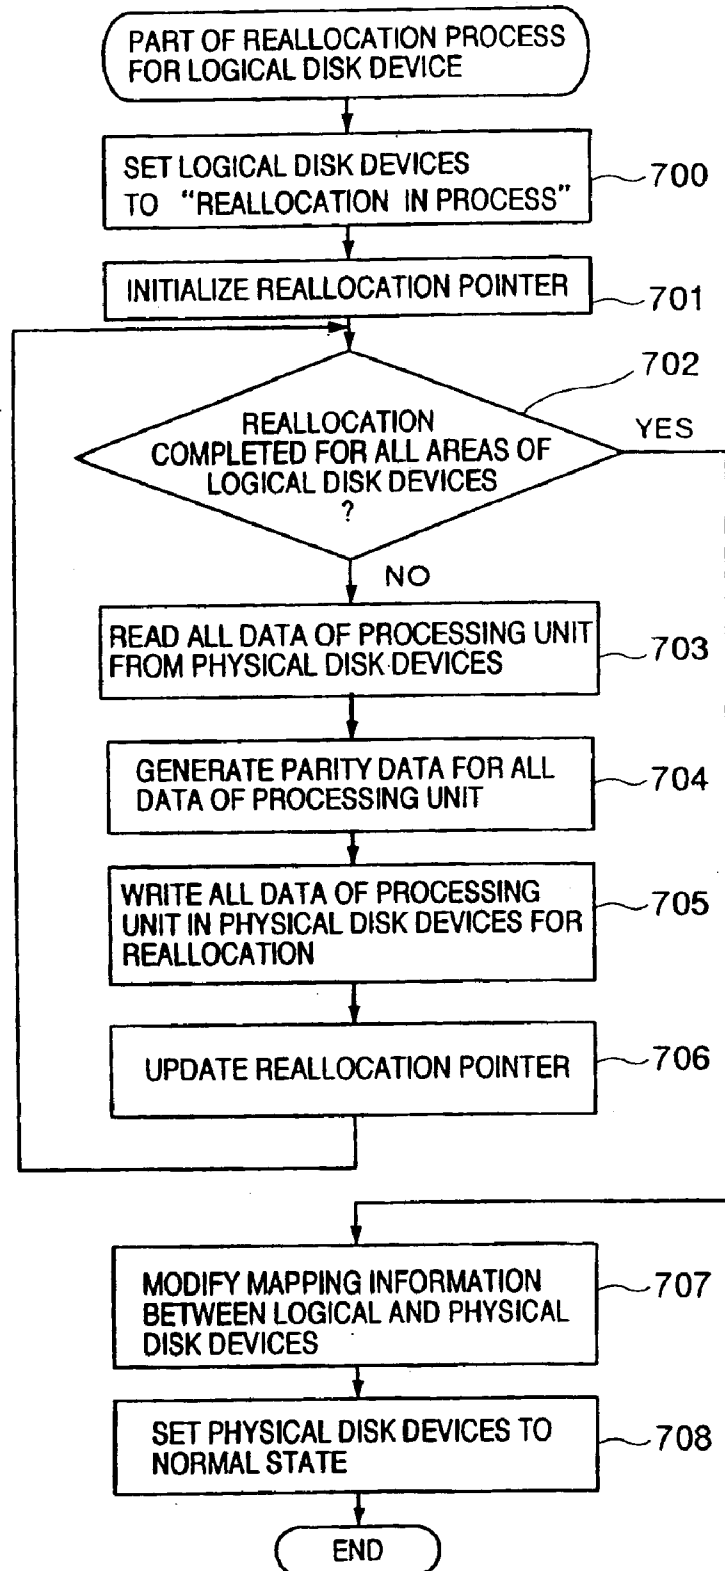 PART OF REALLOCATION PROCESS
FOR LOGICAL DISK DEVICE
SET LOGICAL DISK DEVICES
TO "REALLOCATION IN PROCESS"
700
INITIALIZE REALLOCATION POINTER
701
702
REALLOCATION
COMPLETED FOR ALL AREAS OF
LOGICAL DISK DEVICES
?
YES
NO
READ ALL DATA OF PROCESSING UNIT
FROM PHYSICAL DISK DEVICES
703
GENERATE PARITY DATA FOR ALL
DATA OF PROCESSING UNIT
704
WRITE ALL DATA OF PROCESSING
UNIT IN PHYSICAL DISK DEVICES FOR
REALLOCATION
705
UPDATE REALLOCATION POINTER
706
MODIFY MAPPING INFORMATION
BETWEEN LOGICAL AND PHYSICAL
DISK DEVICES
707
SET PHYSICAL DISK DEVICES TO
NORMAL STATE
708
END